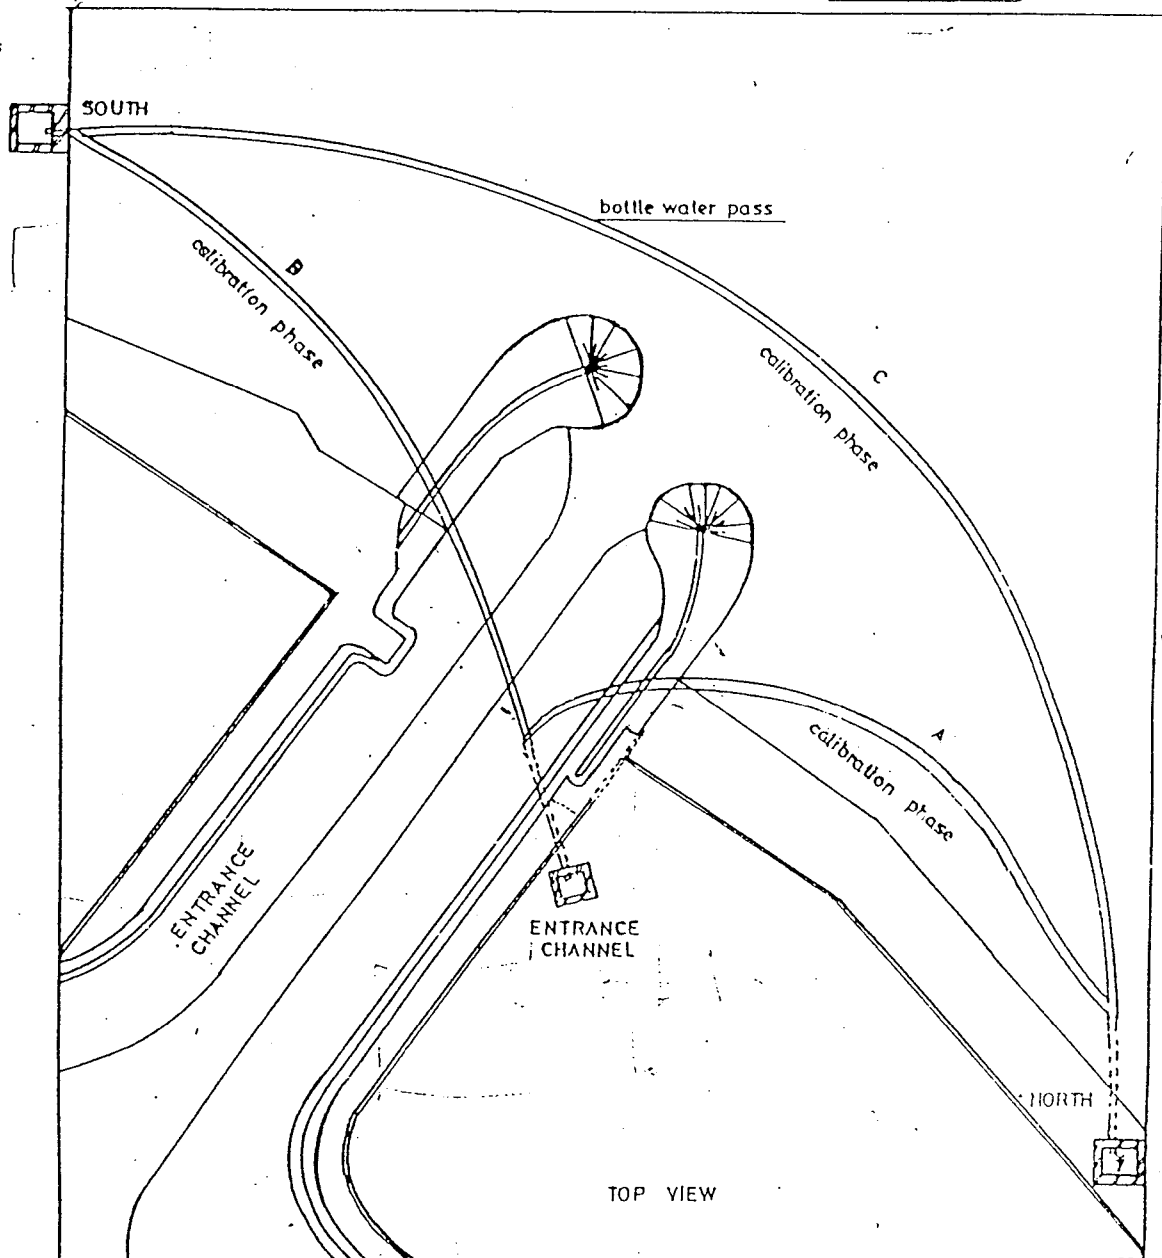 SOUTH
bottle water pass
B
calibration phase
C
calibration phase
A
calibration phase
ENTRANCE
CHANNEL
ENTRANCE
CHANNEL
NORTH
TOP VIEW